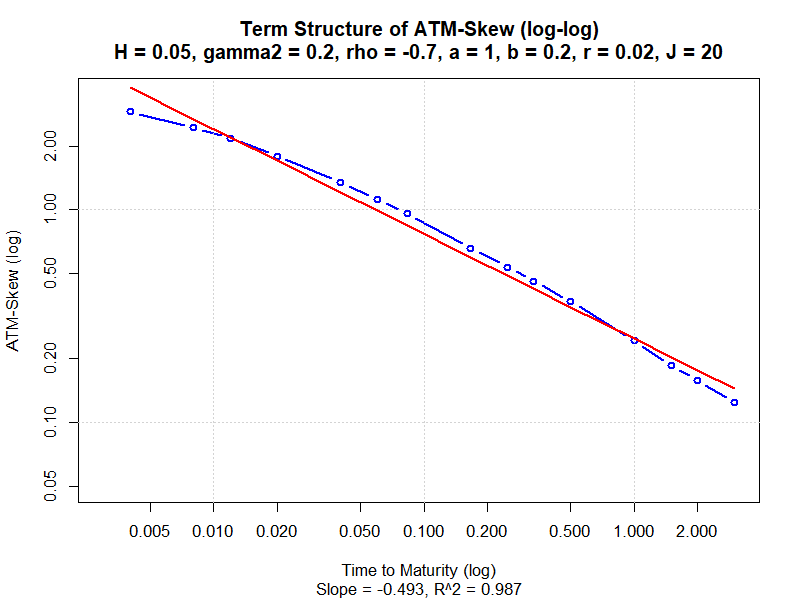 Term Structure of ATM-Skew (log-log)
H = 0.05, gamma2 = 0.2, rho = -0.7, a = 1, b = 0.2, r = 0.02, J = 20
ATM-Skew (log)
2.00
1.00
0.50
0.20
0.10
0.05
0.005 0.010 0.020 0.050 0.100 0.200 0.500 1.000 2.000
Time to Maturity (log)
Slope = -0.493, R^2 = 0.987